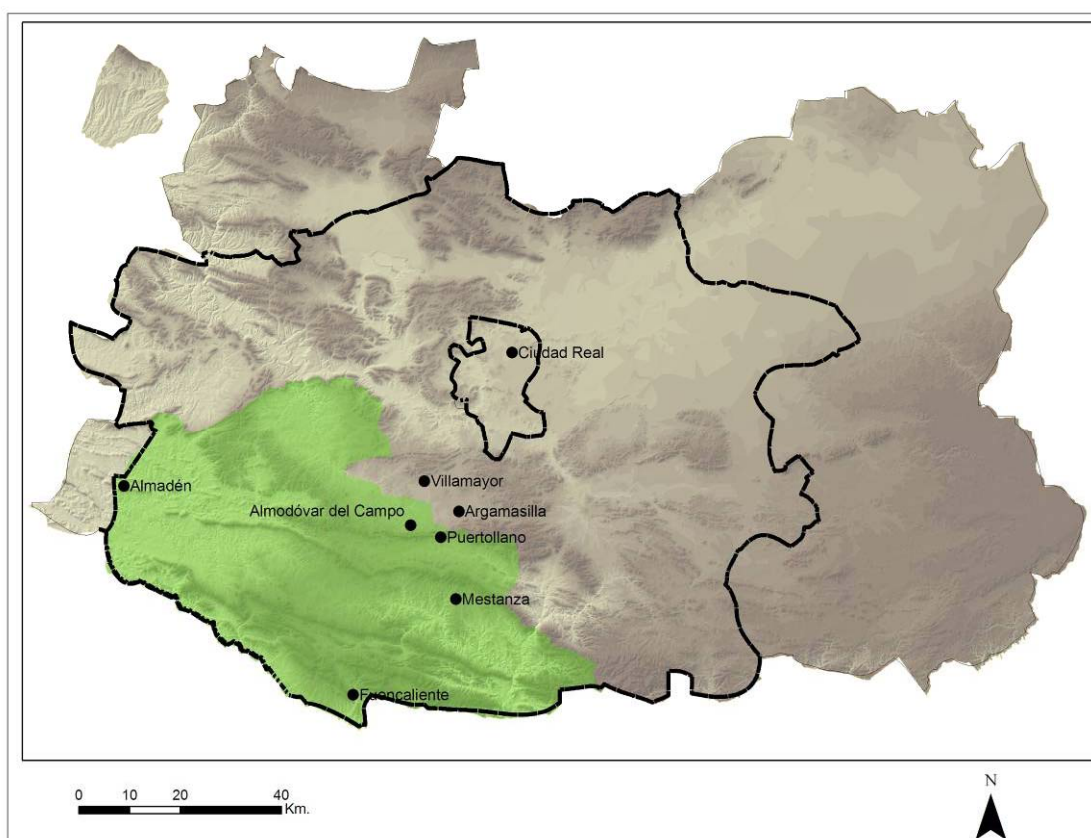 Ciudad Real
Villamayor
Almadén
Almodóvar del Campo
Argamasilla
Puertollano
Mestanza
Fuencaliente
0 10 20 40
Km.
N